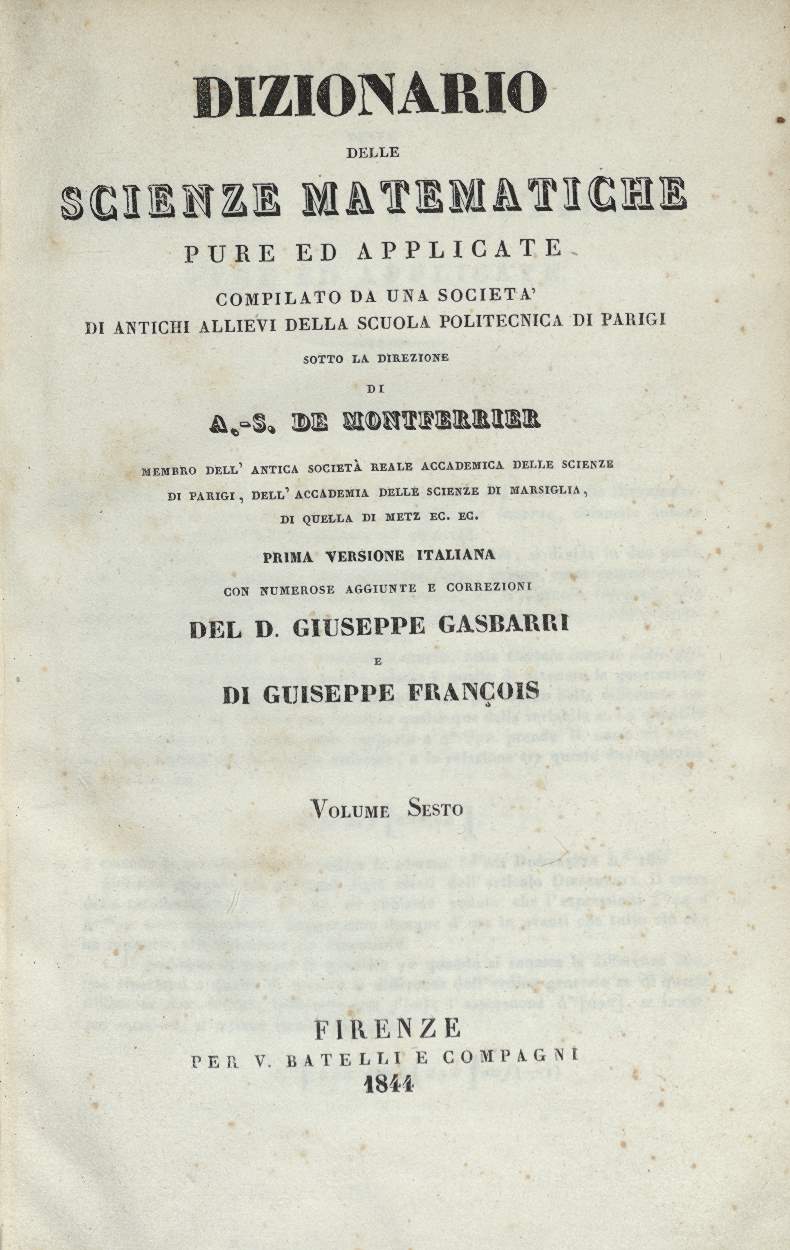 DIZIONARIO
DELLE
SCIENZE MATEMATICHE
PURE ED APPLICATE
COMPILATO DA UNA SOCIETA'
DI ANTICHI ALLIEVI DELLA SCUOLA POLITECNICA DI PARIGI
SOTTO LA DIREZIONE
DI
A.-S. DE MONTFERRIER
MEMBRO DELL' ANTICA SOCIETÀ REALE ACCADEMICA DELLE SCIENZE
DI PARIGI, DELL' ACCADEMIA DELLE SCIENZE DI MARSIGLIA,
DI QUELLA DI METZ EC. EC.
PRIMA VERSIONE ITALIANA
CON NUMEROSE AGGIUNTE E CORREZIONI
DEL D. GIUSEPPE GASBARRI
E
DI GUISEPPE FRANÇOIS
VOLUME SESTO
FIRENZE
PER V. BATELLI E COMPAGNI
1844